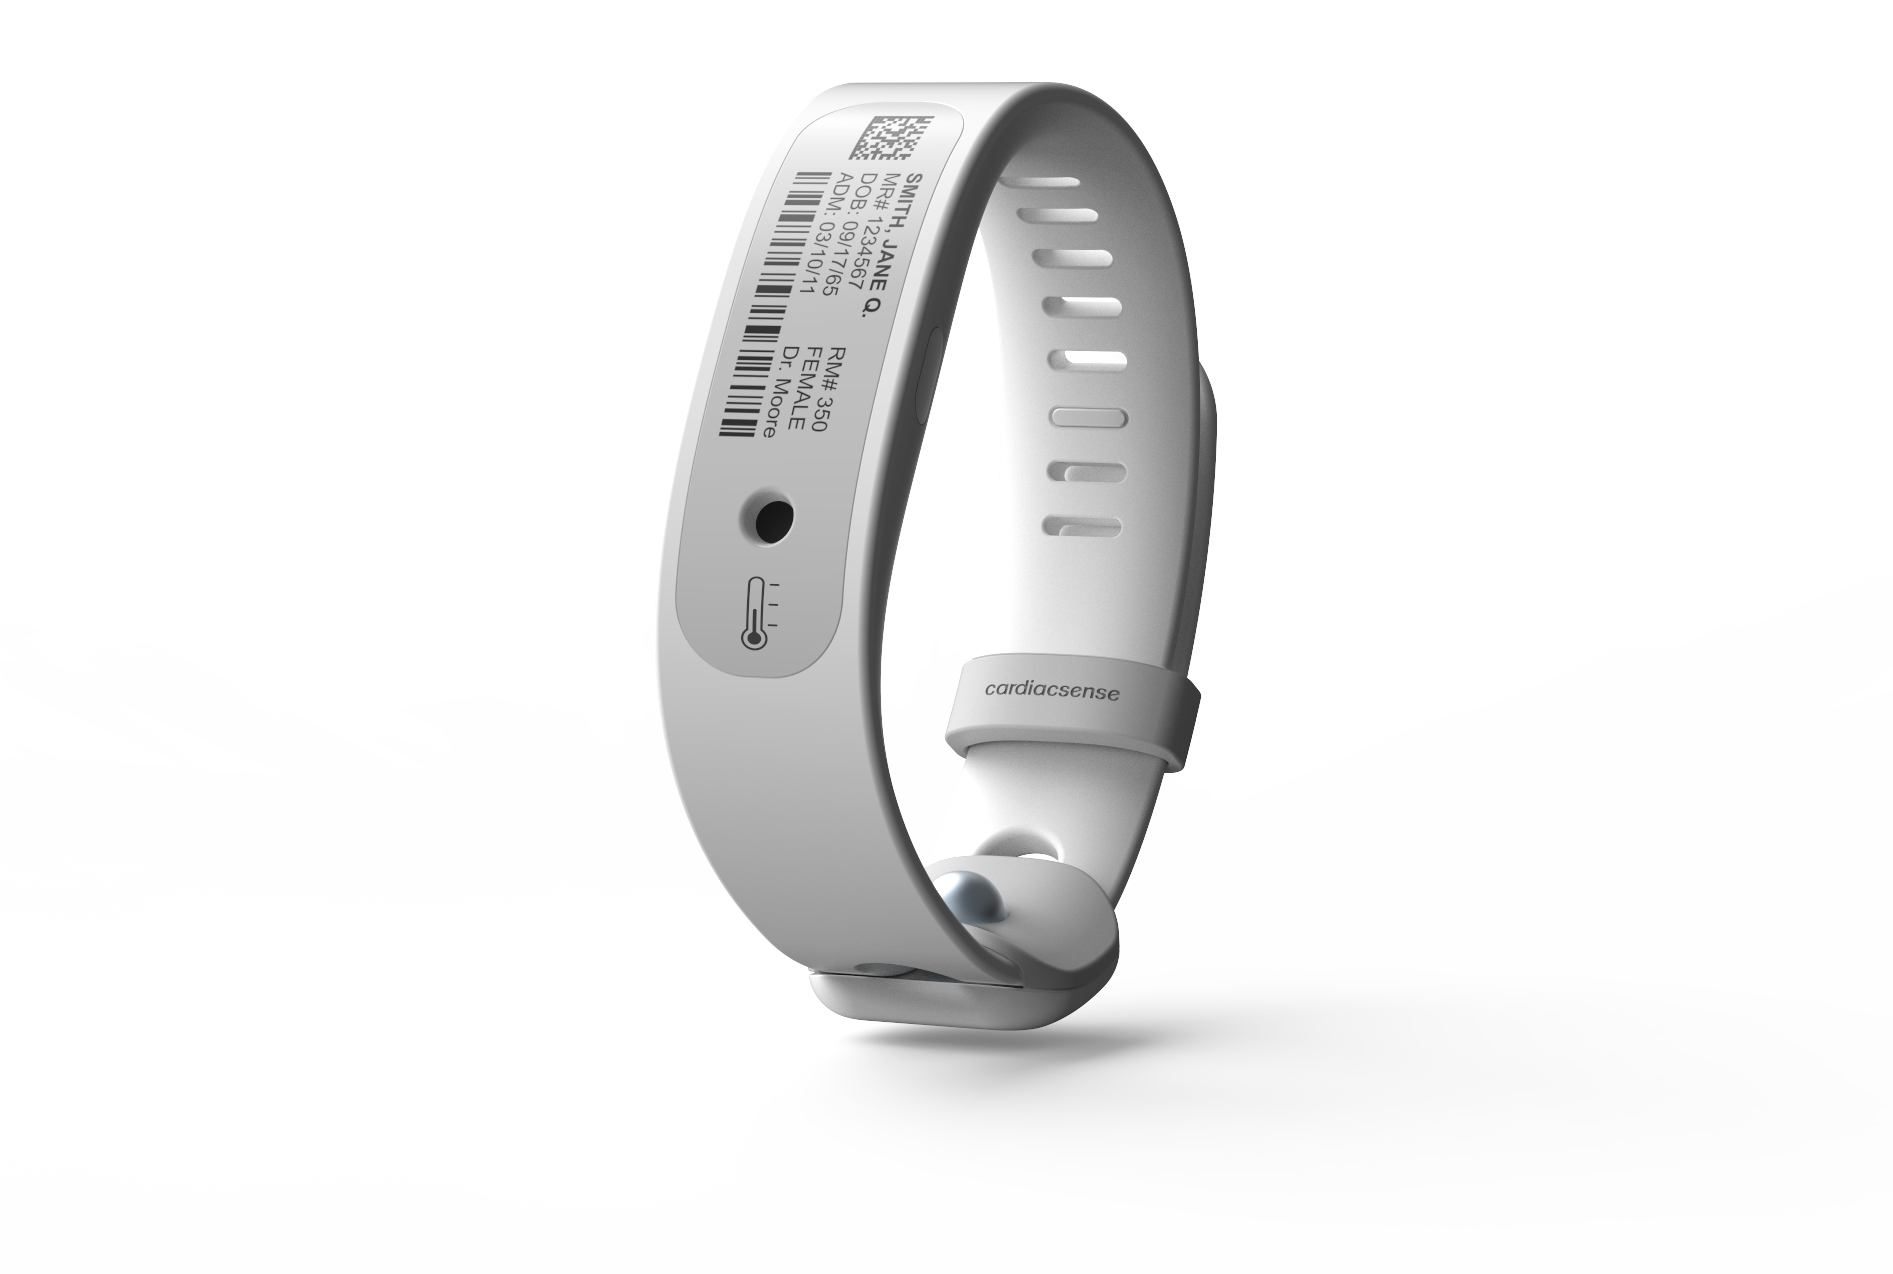 SMITH, JANE Q.
MR# 1234567
DOB: 09/17/65
ADM: 03/10/11
RM# 350
FEMALE
Dr. Moore
cardiacsense